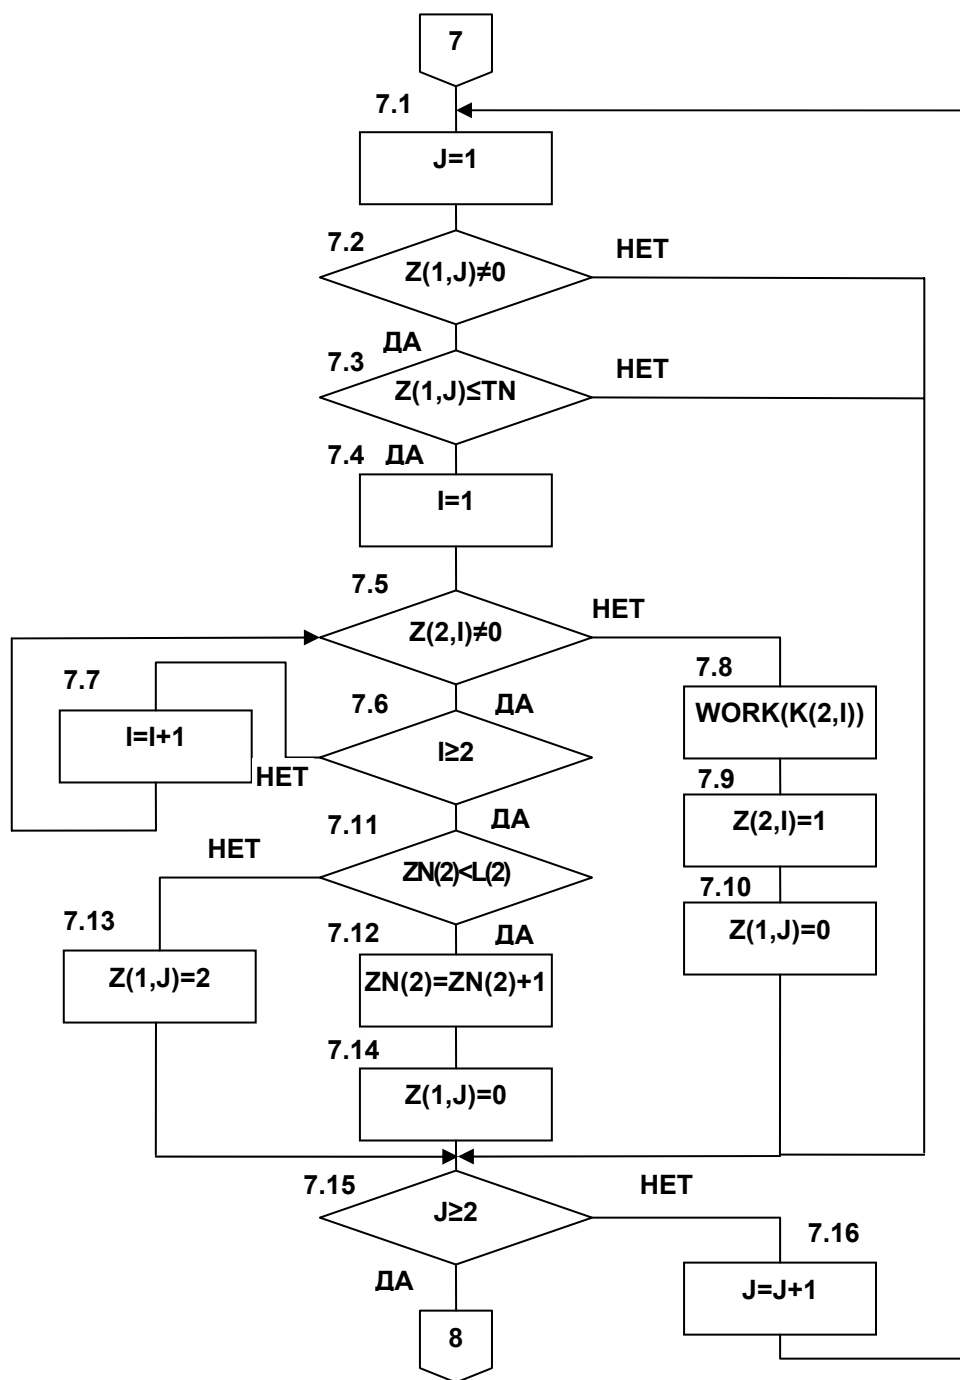 7
7.1
J=1
7.2
НЕТ
Z(1,J)≠0
ДА
7.3
НЕТ
Z(1,J)≤TN
7.4
ДА
I=1
7.5
НЕТ
Z(2,I)≠0
7.7
7.6
ДА
7.8
I=I+1
I≥2
WORK(K(2,I))
НЕТ
7.9
7.11
ДА
Z(2,I)=1
НЕТ
ZN(2)<L(2)
7.10
7.13
7.12
ДА
Z(1,J)=0
Z(1,J)=2
ZN(2)=ZN(2)+1
7.14
Z(1,J)=0
7.15
НЕТ
J≥2
7.16
ДА
J=J+1
8